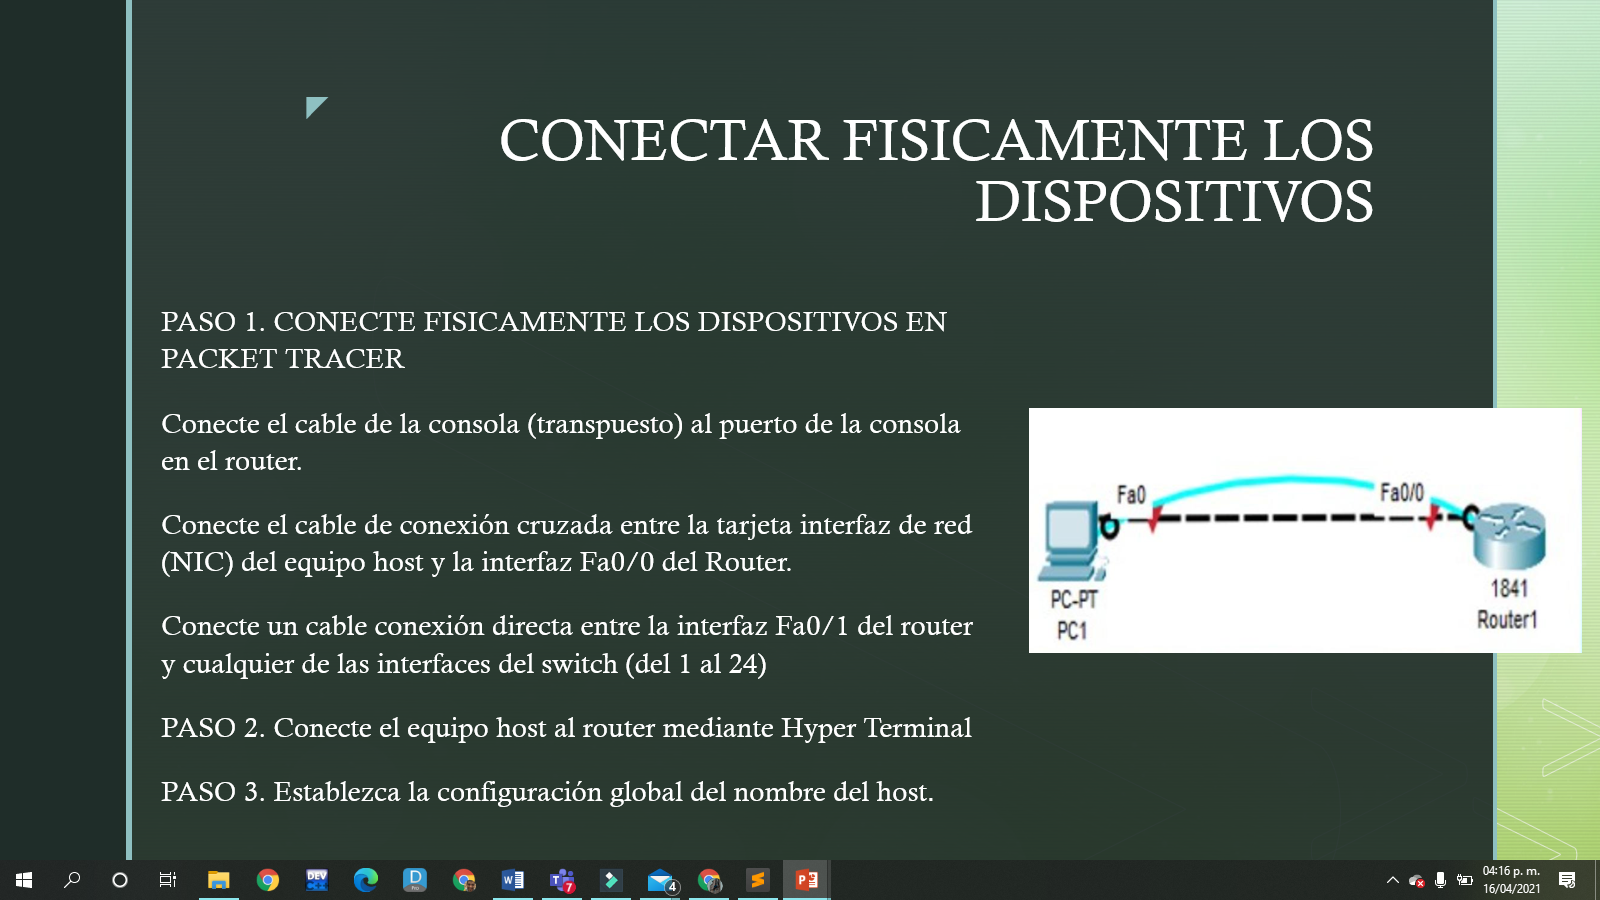 CONECTAR FISICAMENTE LOS
DISPOSITIVOS
PASO 1. CONECTE FISICAMENTE LOS DISPOSITIVOS EN
PACKET TRACER
Conecte el cable de la consola (transpuesto) al puerto de la consola
en el router.
Conecte el cable de conexión cruzada entre la tarjeta interfaz de red
(NIC) del equipo host y la interfaz Fa0/0 del Router.
Conecte un cable conexión directa entre la interfaz Fa0/1 del router
y cualquier de las interfaces del switch (del 1 al 24)
PASO 2. Conecte el equipo host al router mediante Hyper Terminal
PASO 3. Establezca la configuración global del nombre del host.
Fa0
Fa0/0
PC-PT
PC1
1841
Router1
DEV
C++
D
Pro
W
T
7
4
S
P
04:16 p. m.
16/04/2021